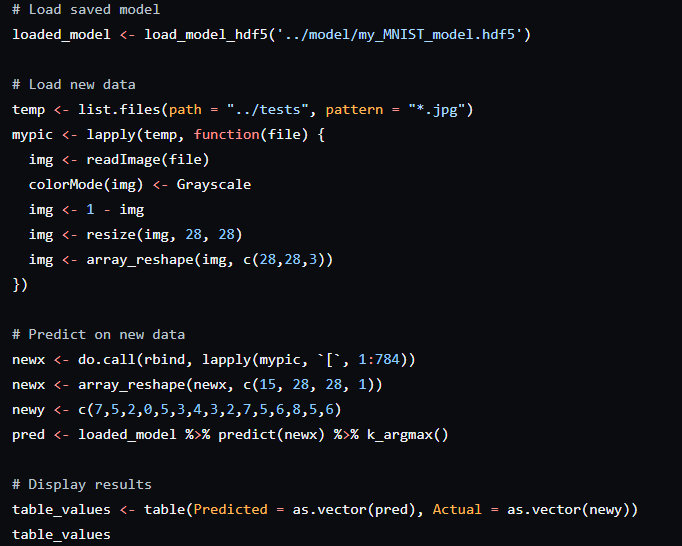 # Load saved model
loaded_model <- load_model_hdf5('../model/my_MNIST_model.hdf5')
# Load new data
temp <- list.files(path = "../tests", pattern = "*.jpg")
mypic <- lapply(temp, function(file) {
  img <- readImage(file)
  colorMode(img) <- Grayscale
  img <- 1 - img
  img <- resize(img, 28, 28)
  img <- array_reshape(img, c(28,28,3))
})
# Predict on new data
newx <- do.call(rbind, lapply(mypic, `[`, 1:784))
newx <- array_reshape(newx, c(15, 28, 28, 1))
newy <- c(7,5,2,0,5,3,4,3,2,7,5,6,8,5,6)
pred <- loaded_model %>% predict(newx) %>% k_argmax()
# Display results
table_values <- table(Predicted = as.vector(pred), Actual = as.vector(newy))
table_values